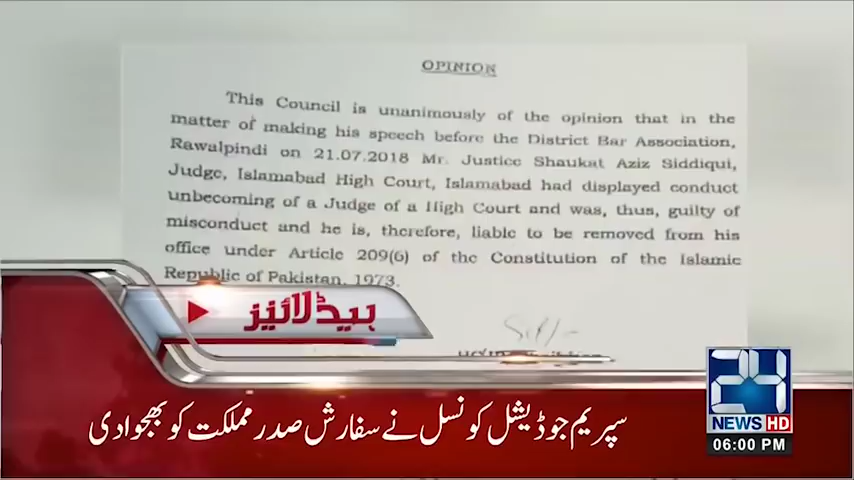 OPINION
This Council is unanimously of the opinion that in the
matter of making his speech before the District Bar Association,
Rawalpindi on 21.07.2018 Mr. Justice Shaukat Aziz Siddiqui,
Judge, Islamabad High Court, Islamabad had displayed conduct
unbecoming of a Judge of a High Court and was, thus, guilty of
misconduct and he is, therefore, liable to be removed from his
office under Article 209(6) of the Constitution of the Islamic
Republic of Pakistan, 1973.
ہیڈلائنز
سپریم جوڈیشل کونسل نے سفارش صدر مملکت کو بھجوادی
24
NEWS HD
06:00 PM